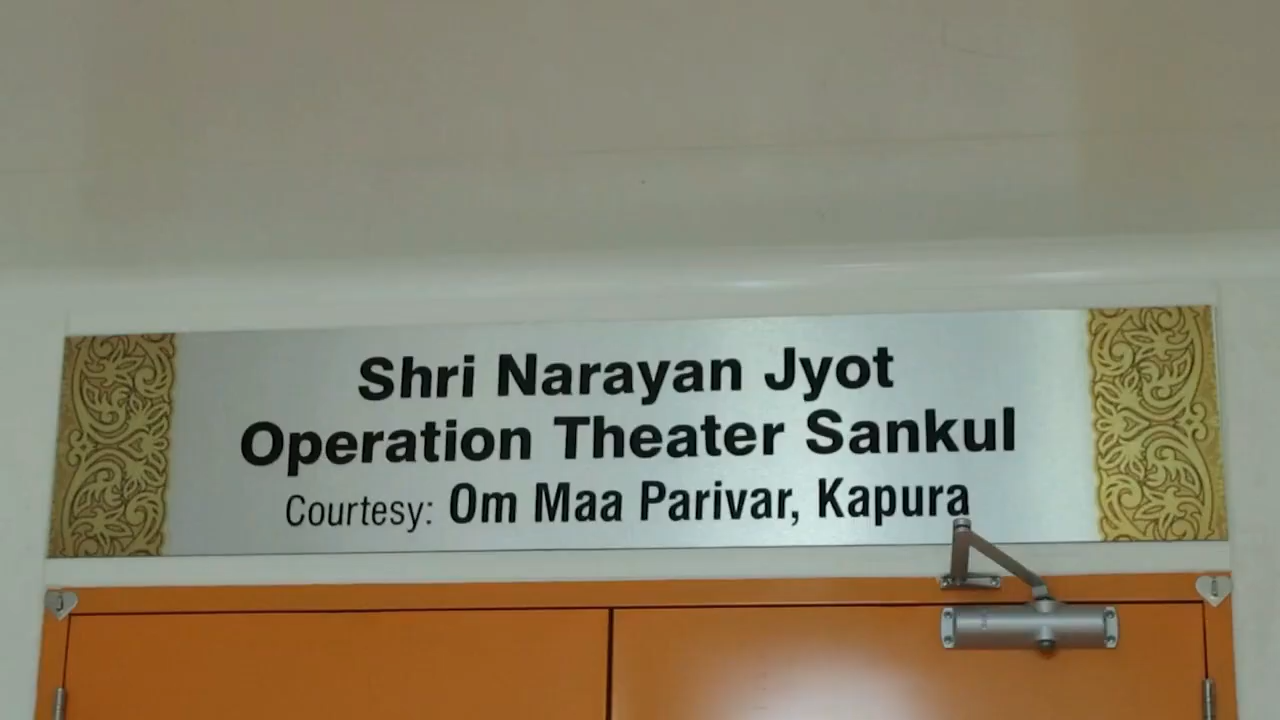 Shri Narayan Jyot
Operation Theater Sankul
Courtesy: Om Maa Parivar, Kapura